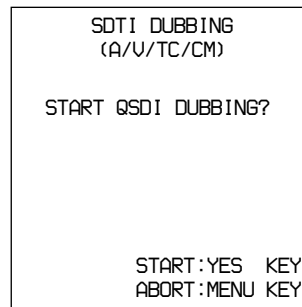 SDTI DUBBING
(A/V/TC/CM)
START QSDI DUBBING?
START:YES KEY
ABORT:MENU KEY